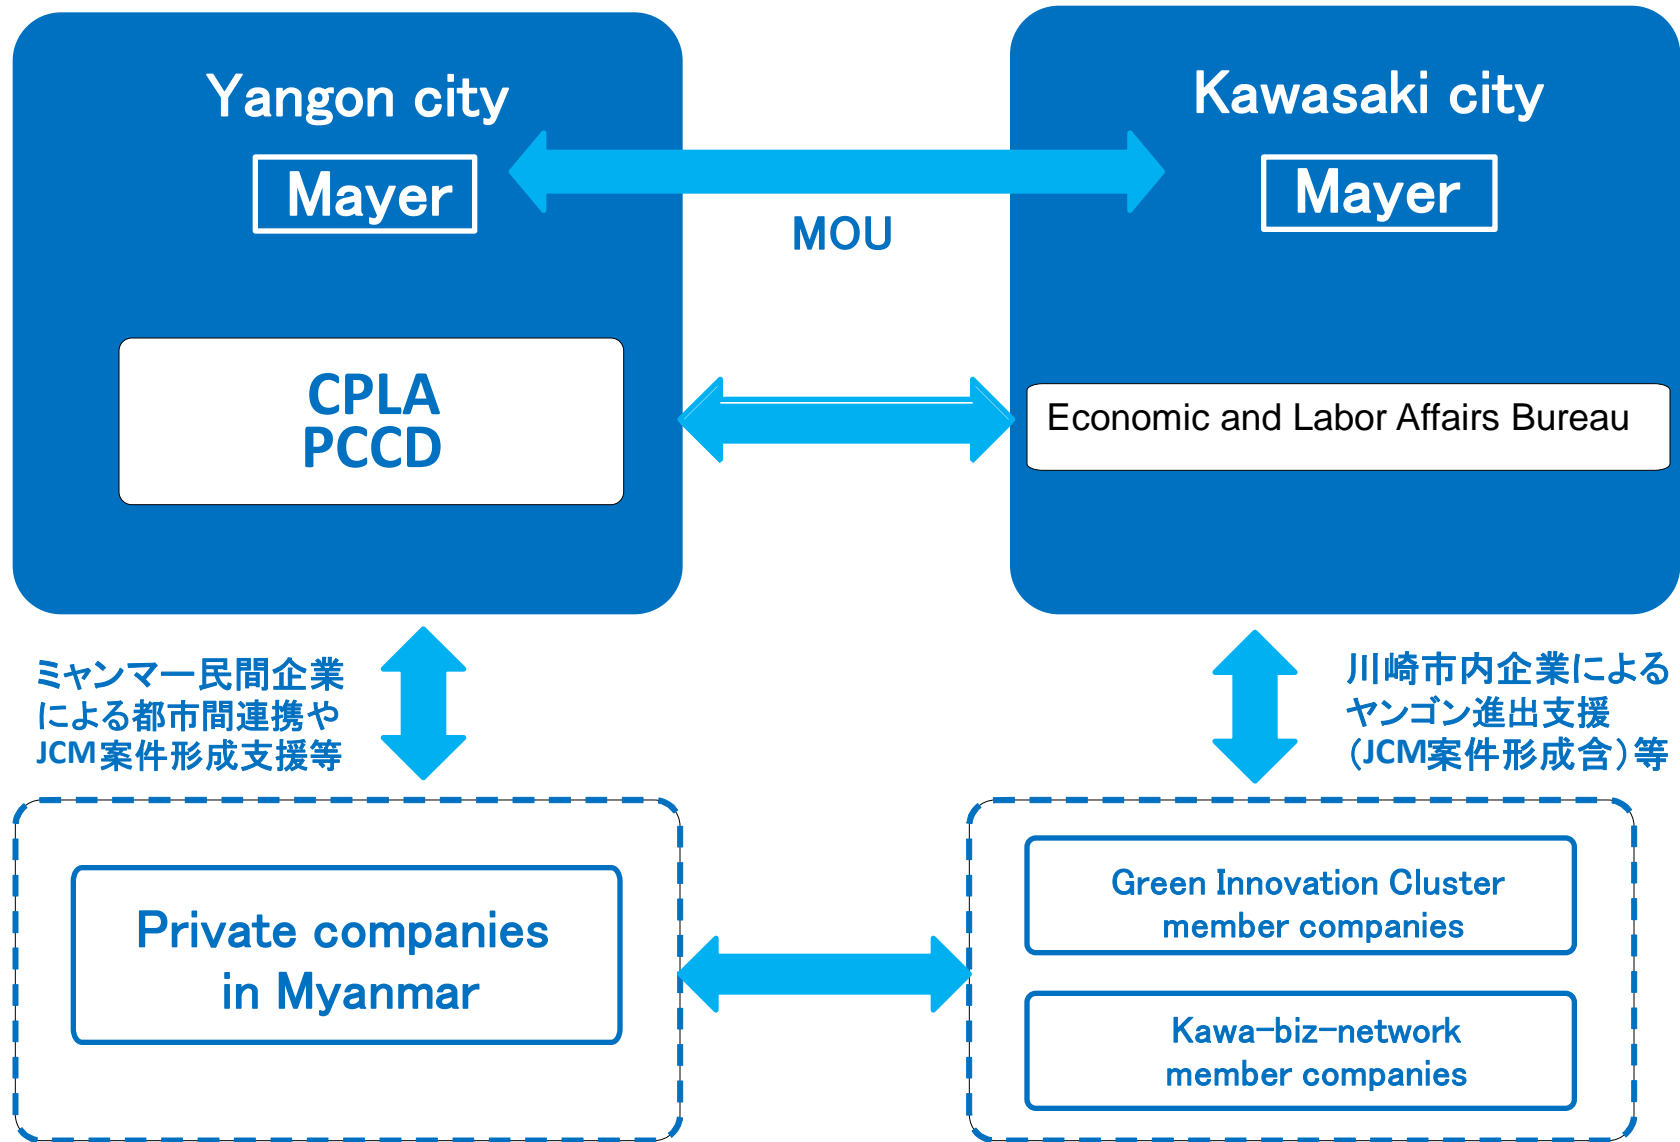 Yangon city
Mayer
Kawasaki city
Mayer
MOU
CPLA
PCCD
Economic and Labor Affairs Bureau
ミャンマー民間企業
による都市間連携や
JCM案件形成支援等
川崎市内企業による
ヤンゴン進出支援
（JCM案件形成含）等
Private companies
in Myanmar
Green Innovation Cluster
member companies
Kawa-biz-network
member companies